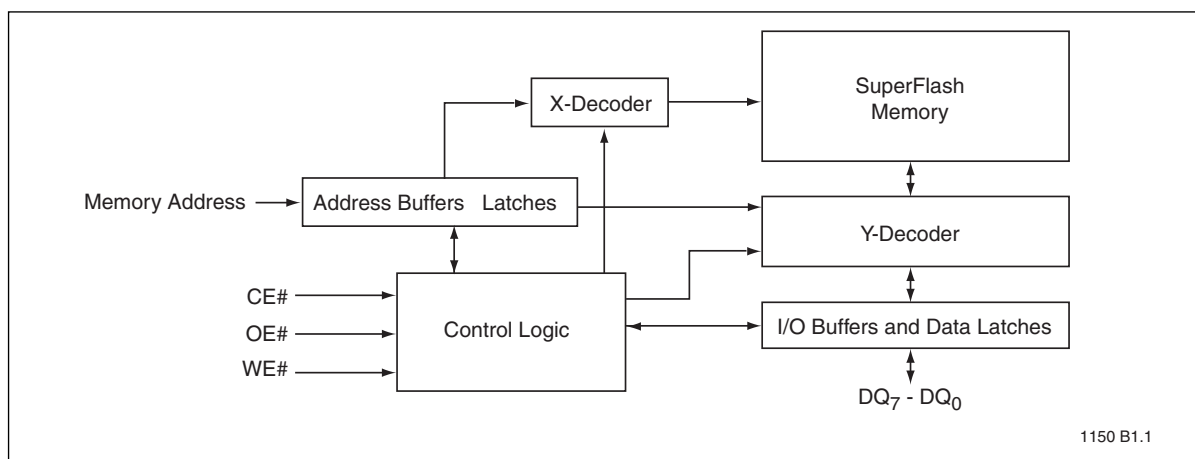 SuperFlash
Memory
X-Decoder
Memory Address
Address Buffers Latches
Y-Decoder
CE#
OE#
WE#
Control Logic
I/O Buffers and Data Latches
DQ7 - DQ0
1150 B1.1